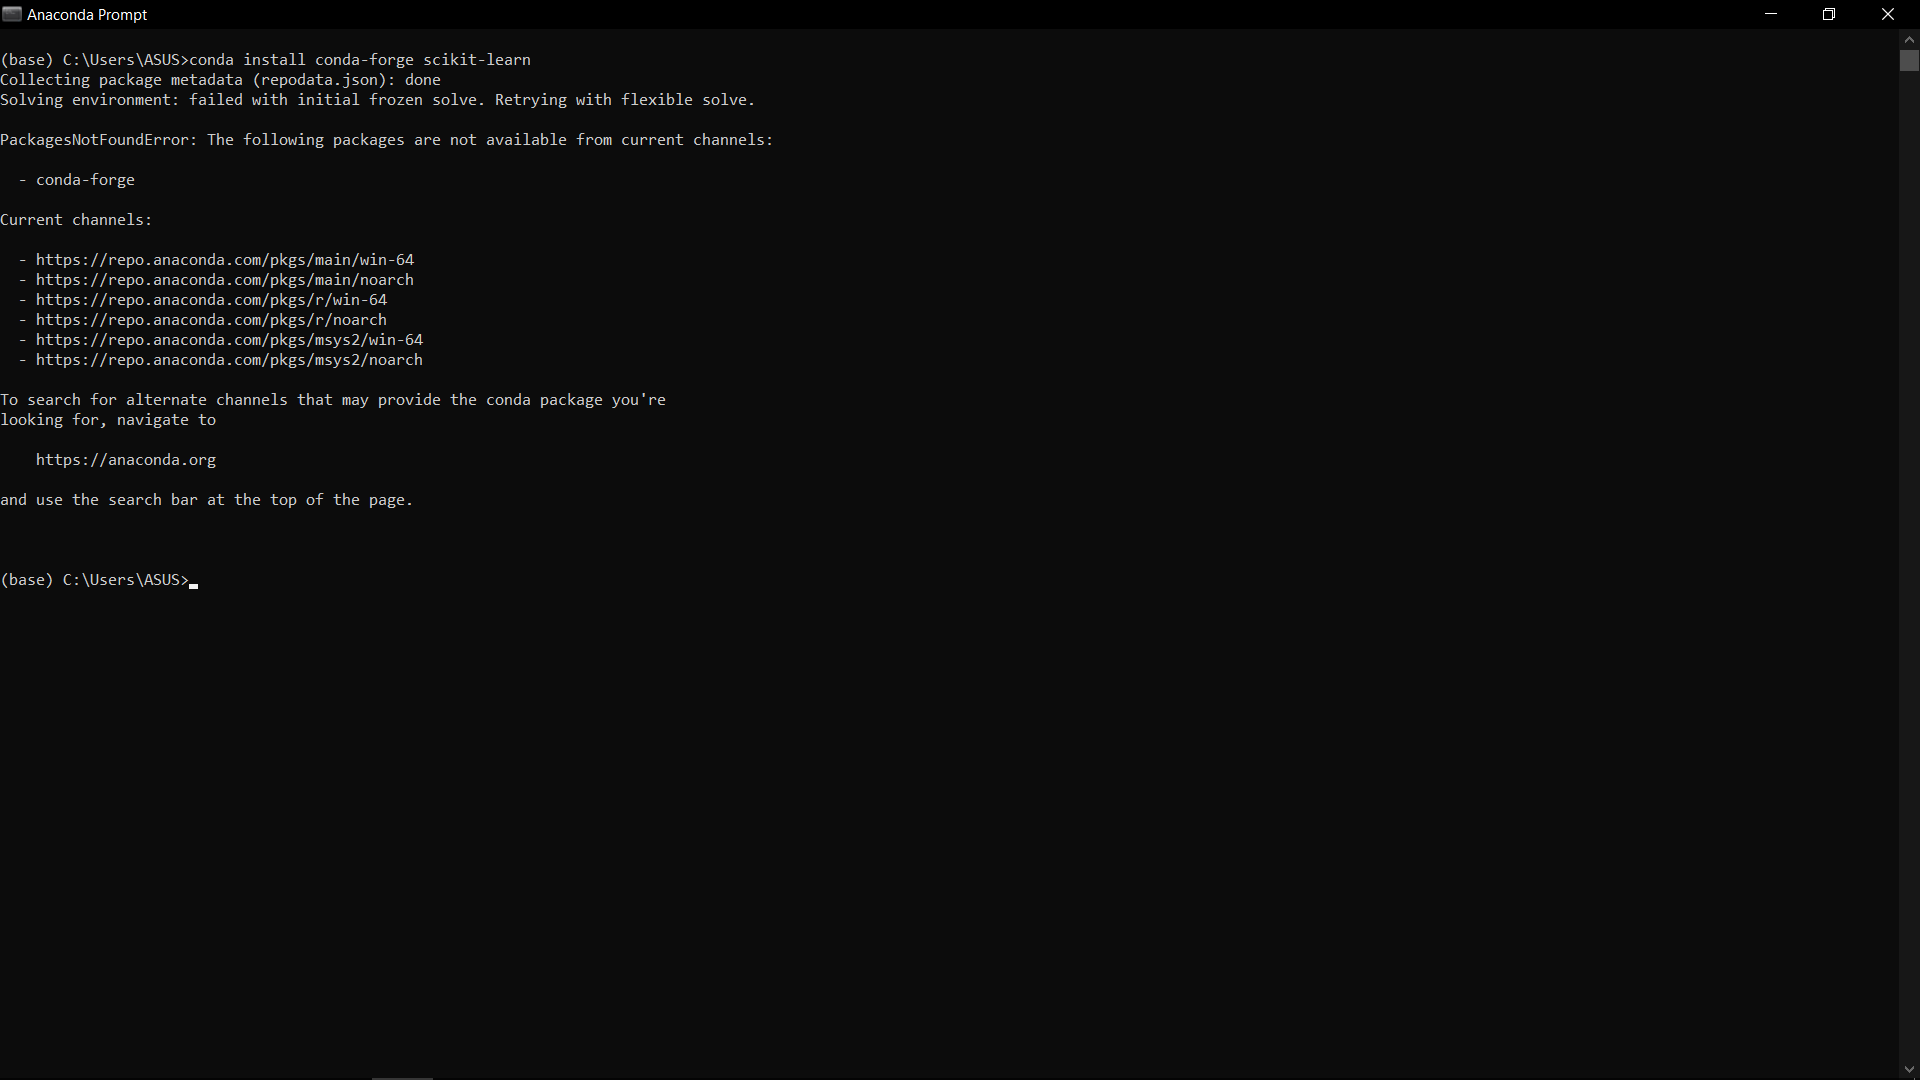 Anaconda Prompt
(base) C:\Users\ASUS>conda install conda-forge scikit-learn
Collecting package metadata (repodata.json): done
Solving environment: failed with initial frozen solve. Retrying with flexible solve.
PackagesNotFoundError: The following packages are not available from current channels:
- conda-forge
Current channels:
- https://repo.anaconda.com/pkgs/main/win-64
- https://repo.anaconda.com/pkgs/main/noarch
- https://repo.anaconda.com/pkgs/r/win-64
- https://repo.anaconda.com/pkgs/r/noarch
- https://repo.anaconda.com/pkgs/msys2/win-64
- https://repo.anaconda.com/pkgs/msys2/noarch
To search for alternate channels that may provide the conda package you're
looking for, navigate to
https://anaconda.org
and use the search bar at the top of the page.
(base) C:\Users\ASUS>